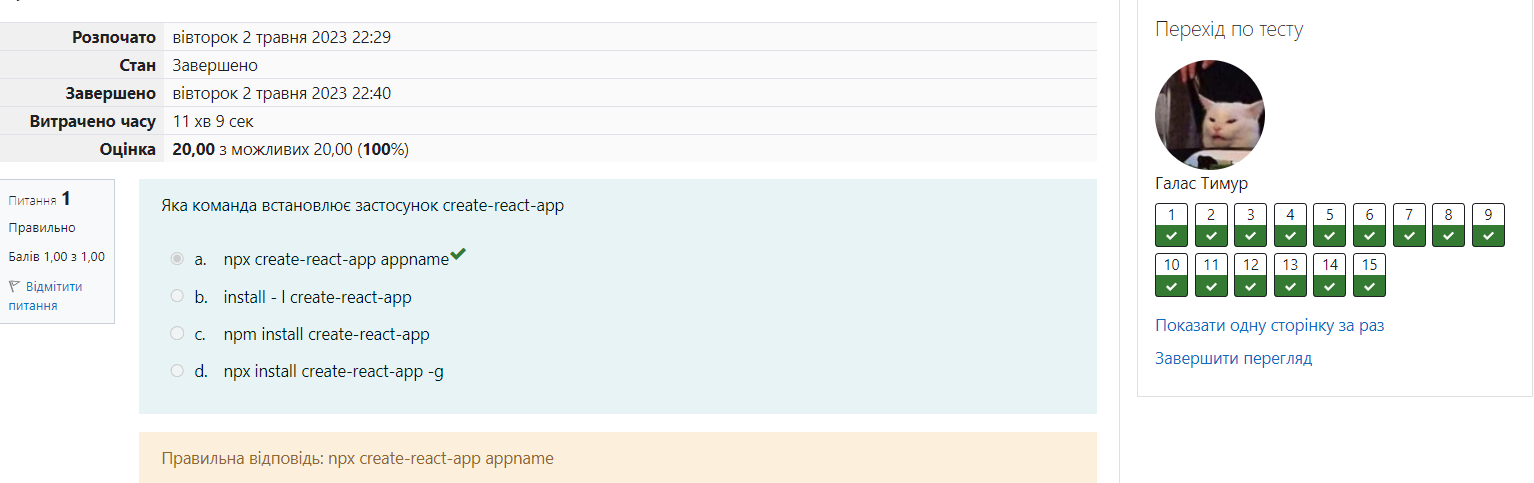 Розпочато вівторок 2 травня 2023 22:29
Стан Завершено
Завершено вівторок 2 травня 2023 22:40
Витрачено часу 11 хв 9 сек
Оцінка 20,00 з можливих 20,00 (100%)
Питання 1
Правильно
Балів 1,00 з 1,00
Відмітити
питання
Яка команда встановлює застосунок create-react-app
a. npx create-react-app appname
b. install - l create-react-app
c. npm install create-react-app
d. npx install create-react-app -g
Правильна відповідь: npx create-react-app appname
Перехід по тесту
Галас Тимур
1 2 3 4 5 6 7 8 9
10 11 12 13 14 15
Показати одну сторінку за раз
Завершити перегляд